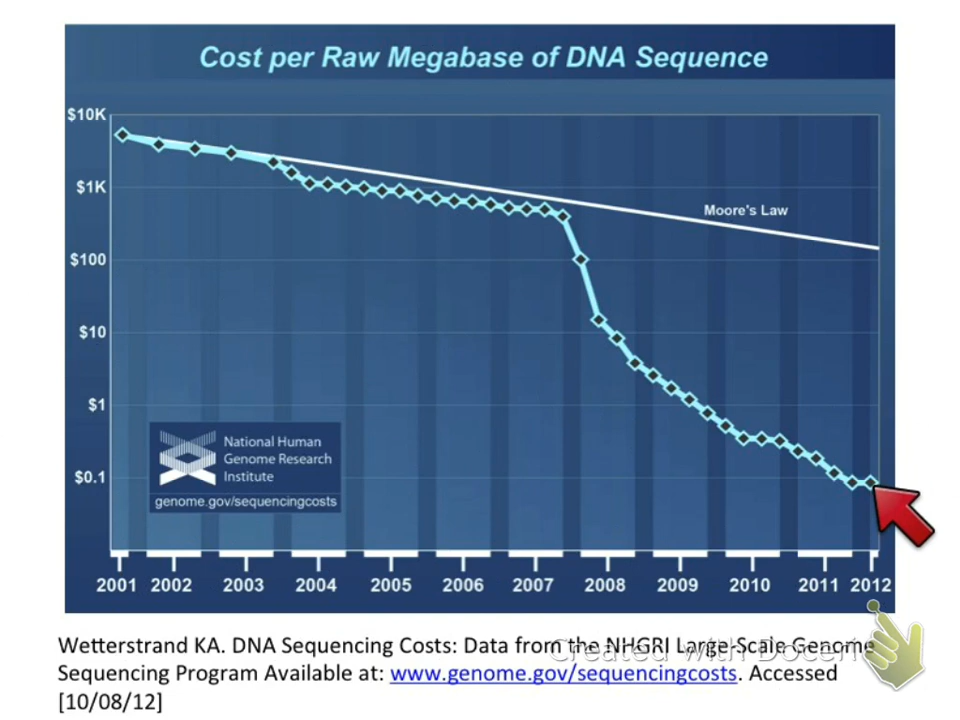 Cost per Raw Megabase of DNA Sequence
$10K
$1K
$100
$10
$1
$0.1
Moore's Law
National Human
Genome Research
Institute
genome.gov/sequencingcosts
2001 2002 2003 2004 2005 2006 2007 2008 2009 2010 2011 2012
Wetterstrand KA. DNA Sequencing Costs: Data from the NHGRI Large-Scale Genome
Sequencing Program Available at: www.genome.gov/sequencingcosts. Accessed
[10/08/12]
Created with Docer